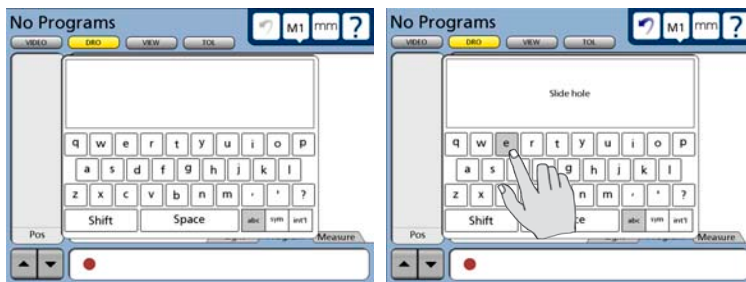 No Programs
M1 mm ?
VIDEO DRO VIEW TOL
q w e r t y u i o p
a s d f g h j k l
z x c v b n m . ' ?
Shift Space abc sym int'l
Pos
Measure
No Programs
M1 mm ?
VIDEO DRO VIEW TOL
Slide hole
q w e r t y u i o p
a s g h j k l
z x n m . ' ?
Shift abc sym int'l
Pos
Measure